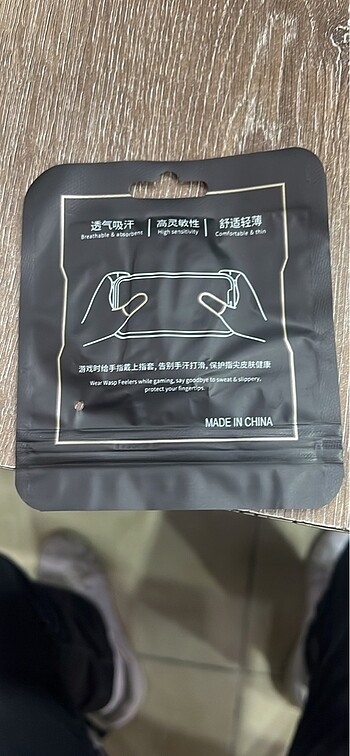 透气吸汗 高灵敏性 舒适轻薄
Breathable & absorbent High sensitivity Comfortable & thin
游戏时给手指戴上指套,告别手汗打滑,保护指尖皮肤健康
Wear Wasp Feelers while gaming, say goodbye to sweat & slippery,
protect your fingertips.
MADE IN CHINA